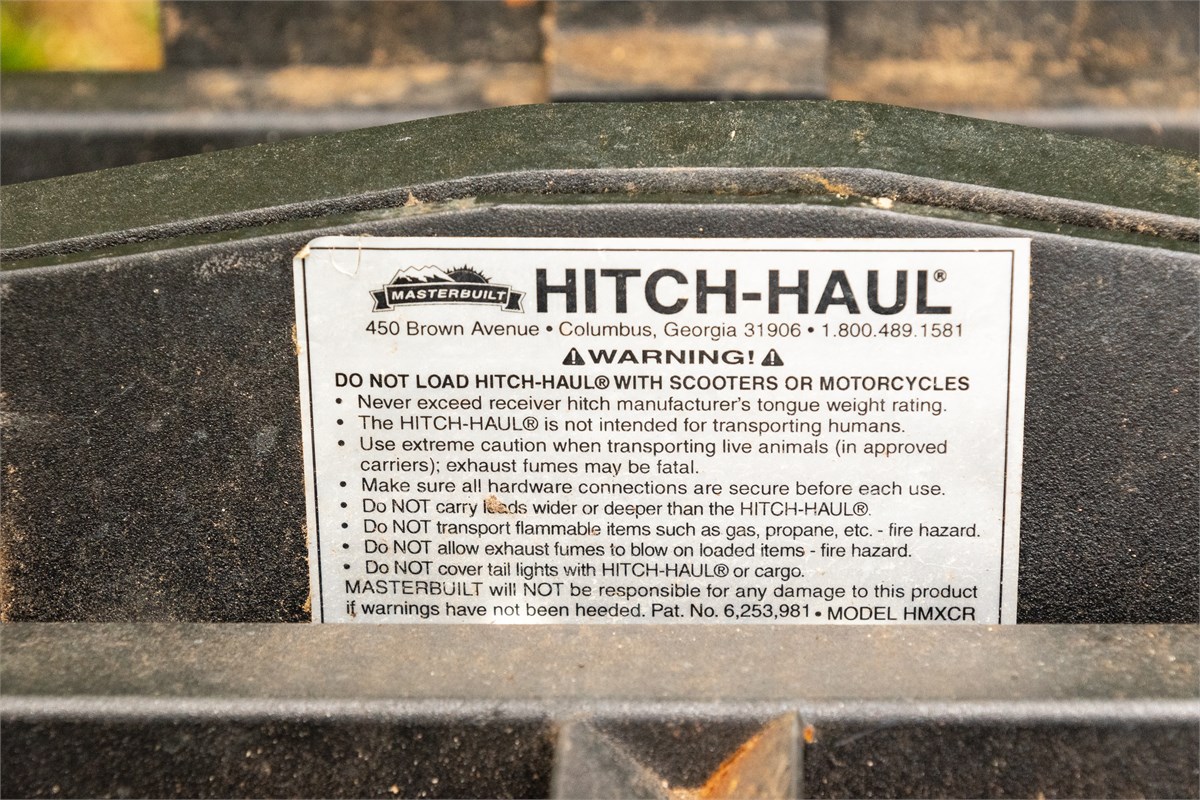 MASTERBUILT HITCH-HAUL®
450 Brown Avenue • Columbus, Georgia 31906 • 1.800.489.1581
⚠WARNING!⚠
DO NOT LOAD HITCH-HAUL® WITH SCOOTERS OR MOTORCYCLES
• Never exceed receiver hitch manufacturer's tongue weight rating.
• The HITCH-HAUL® is not intended for transporting humans.
• Use extreme caution when transporting live animals (in approved
carriers); exhaust fumes may be fatal.
• Make sure all hardware connections are secure before each use.
• Do NOT carry loads wider or deeper than the HITCH-HAUL®.
• Do NOT transport flammable items such as gas, propane, etc. - fire hazard.
• Do NOT allow exhaust fumes to blow on loaded items - fire hazard.
• Do NOT cover tail lights with HITCH-HAUL® or cargo.
MASTERBUILT will NOT be responsible for any damage to this product
if warnings have not been heeded. Pat. No. 6,253,981 • MODEL HMXCR